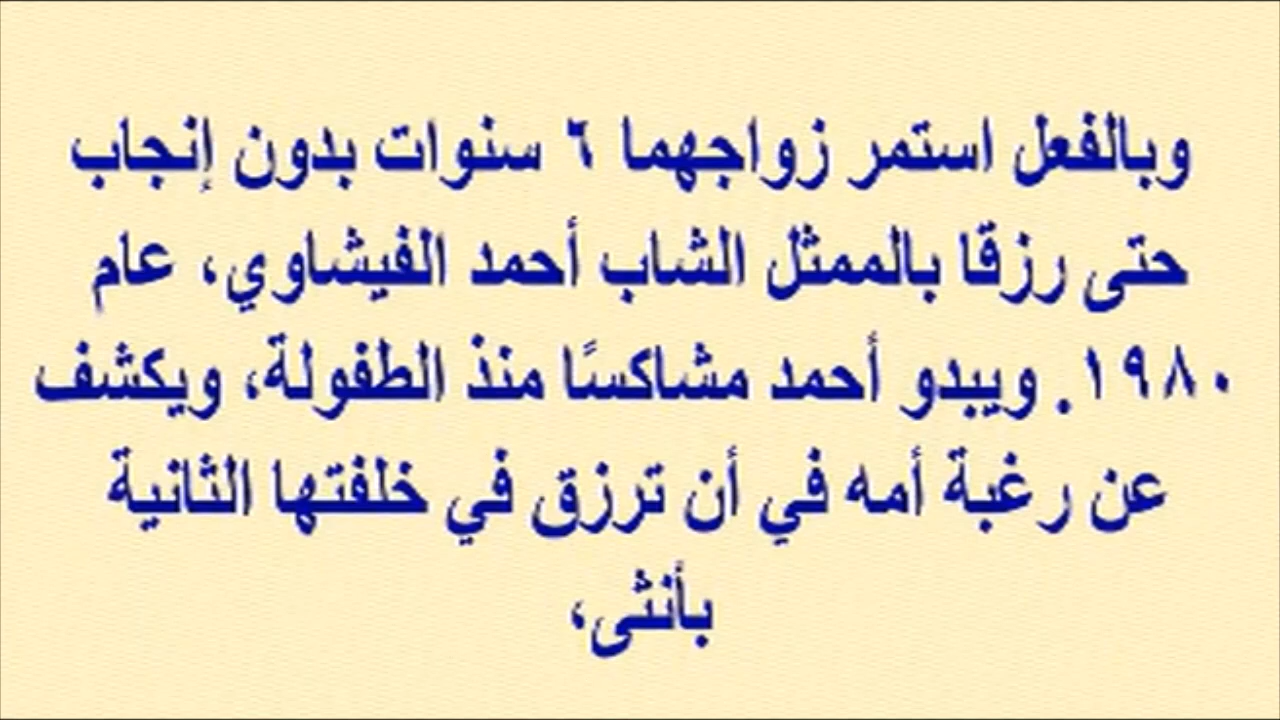 وبالفعل استمر زواجهما ٦ سنوات بدون إنجاب
حتى رزقا بالممثل الشاب أحمد الفيشاوي، عام
١٩٨٠. ويبدو أحمد مشاكسًا منذ الطفولة، ويكشف
عن رغبة أمه في أن ترزق في خلفتها الثانية
بأنثى،